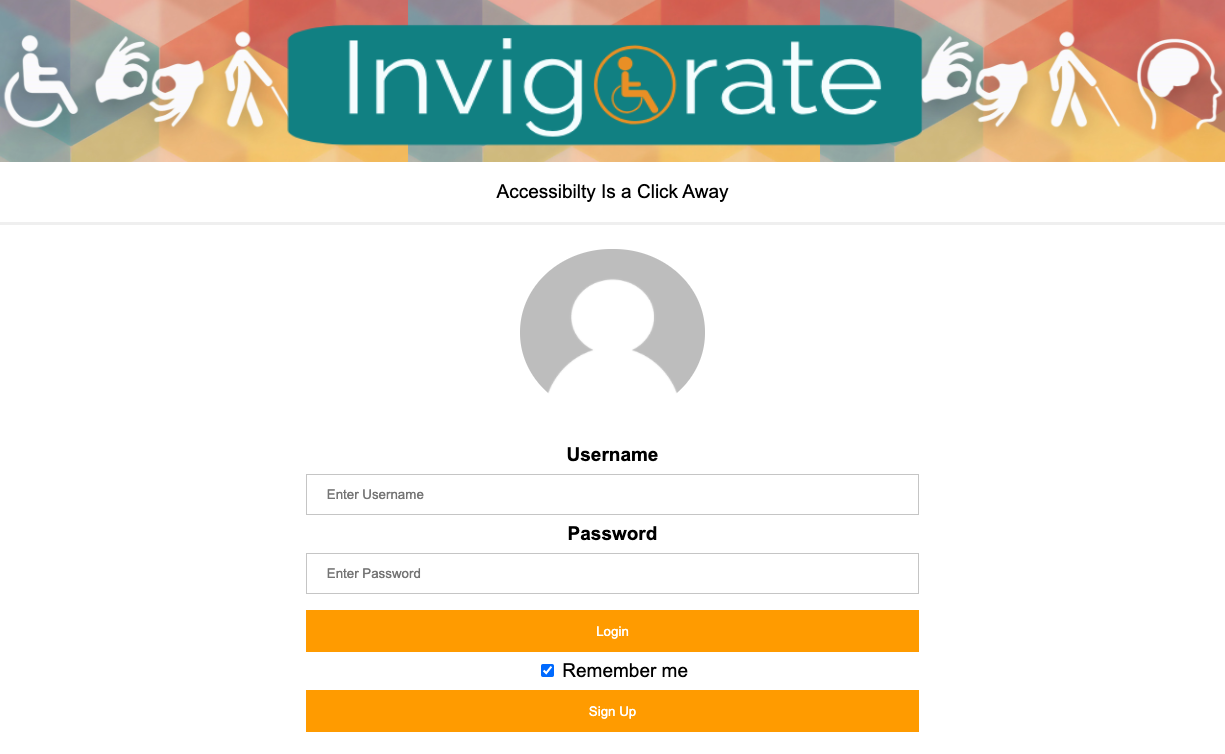 Invigorate
Accessibilty Is a Click Away
Username
Enter Username
Password
Enter Password
Login
Remember me
Sign Up